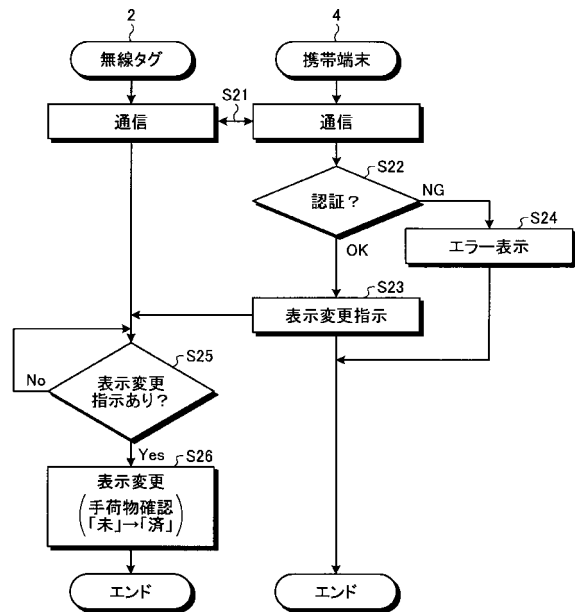 2
4
無線タグ
携帯端末
S21
通信
通信
S22
認証？
NG
S24
エラー表示
OK
S23
表示変更指示
S25
表示変更
指示あり？
No
Yes
S26
表示変更
手荷物確認
「未」→「済」
エンド
エンド